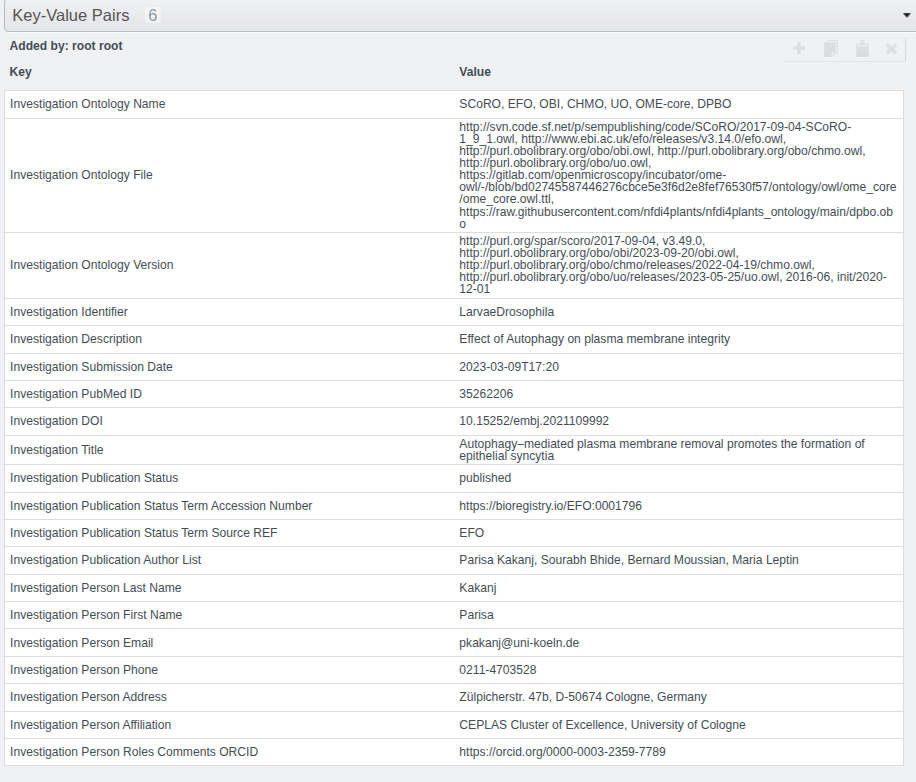 Key-Value Pairs 6
Added by: root root
Key Value
Investigation Ontology Name SCoRO, EFO, OBI, CHMO, UO, OME-core, DPBO
Investigation Ontology File http://svn.code.sf.net/p/sempublishing/code/SCoRO/2017-09-04-SCoRO-
1_9_1.owl, http://www.ebi.ac.uk/efo/releases/v3.14.0/efo.owl,
http://purl.obolibrary.org/obo/obi.owl, http://purl.obolibrary.org/obo/chmo.owl,
http://purl.obolibrary.org/obo/uo.owl,
https://gitlab.com/openmicroscopy/incubator/ome-
owl/-/blob/bd02745587446276cbce5e3f6d2e8fef76530f57/ontology/owl/ome_core
/ome_core.owl.ttl,
https://raw.githubusercontent.com/nfdi4plants/nfdi4plants_ontology/main/dpbo.ob
o
Investigation Ontology Version http://purl.org/spar/scoro/2017-09-04, v3.49.0,
http://purl.obolibrary.org/obo/obi/2023-09-20/obi.owl,
http://purl.obolibrary.org/obo/chmo/releases/2022-04-19/chmo.owl,
http://purl.obolibrary.org/obo/uo/releases/2023-05-25/uo.owl, 2016-06, init/2020-
12-01
Investigation Identifier LarvaeDrosophila
Investigation Description Effect of Autophagy on plasma membrane integrity
Investigation Submission Date 2023-03-09T17:20
Investigation PubMed ID 35262206
Investigation DOI 10.15252/embj.2021109992
Investigation Title Autophagy–mediated plasma membrane removal promotes the formation of
epithelial syncytia
Investigation Publication Status published
Investigation Publication Status Term Accession Number https://bioregistry.io/EFO:0001796
Investigation Publication Status Term Source REF EFO
Investigation Publication Author List Parisa Kakanj, Sourabh Bhide, Bernard Moussian, Maria Leptin
Investigation Person Last Name Kakanj
Investigation Person First Name Parisa
Investigation Person Email pkakanj@uni-koeln.de
Investigation Person Phone 0211-4703528
Investigation Person Address Zülpicherstr. 47b, D-50674 Cologne, Germany
Investigation Person Affiliation CEPLAS Cluster of Excellence, University of Cologne
Investigation Person Roles Comments ORCID https://orcid.org/0000-0003-2359-7789